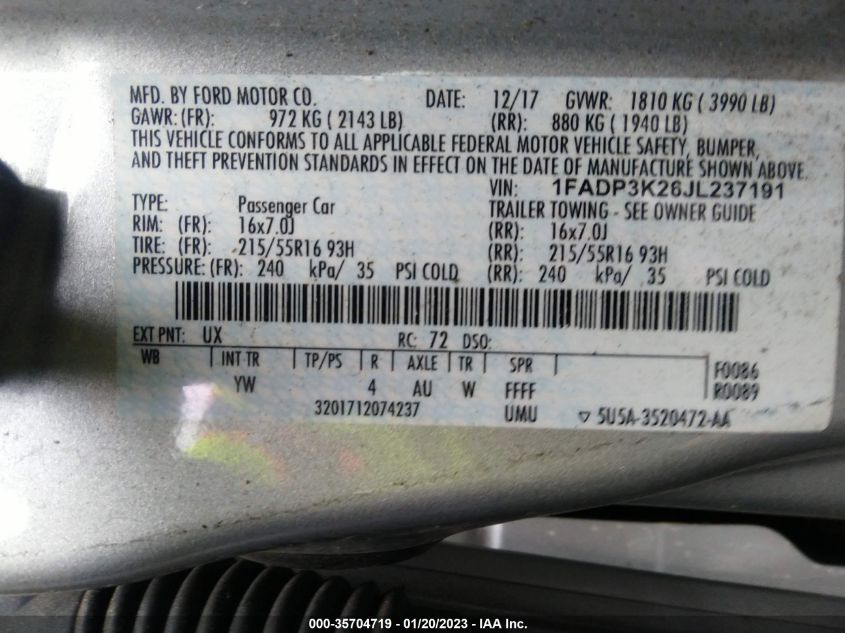 MFD. BY FORD MOTOR CO. DATE: 12/17 GVWR: 1810 KG ( 3990 LB)
GAWR: (FR): 972 KG ( 2143 LB) (RR): 880 KG ( 1940 LB)
THIS VEHICLE CONFORMS TO ALL APPLICABLE FEDERAL MOTOR VEHICLE SAFETY, BUMPER,
AND THEFT PREVENTION STANDARDS IN EFFECT ON THE DATE OF MANUFACTURE SHOWN ABOVE.
VIN: 1FADP3K26JL237191
TYPE: Passenger Car TRAILER TOWING - SEE OWNER GUIDE
RIM: (FR): 16x7.0J (RR): 16x7.0J
TIRE: (FR): 215/55R16 93H (RR): 215/55R16 93H
PRESSURE: (FR): 240 kPa/ 35 PSI COLD (RR): 240 kPa/ 35 PSI COLD
EXT PNT: UX RC: 72 DSO:
WB INT TR TP/PS R AXLE TR SPR F0086
YW 4 AU W FFFF R0089
3201712074237 UMU ▽ 5U5A-3520472-AA
000-35704719 - 01/20/2023 - IAA Inc.